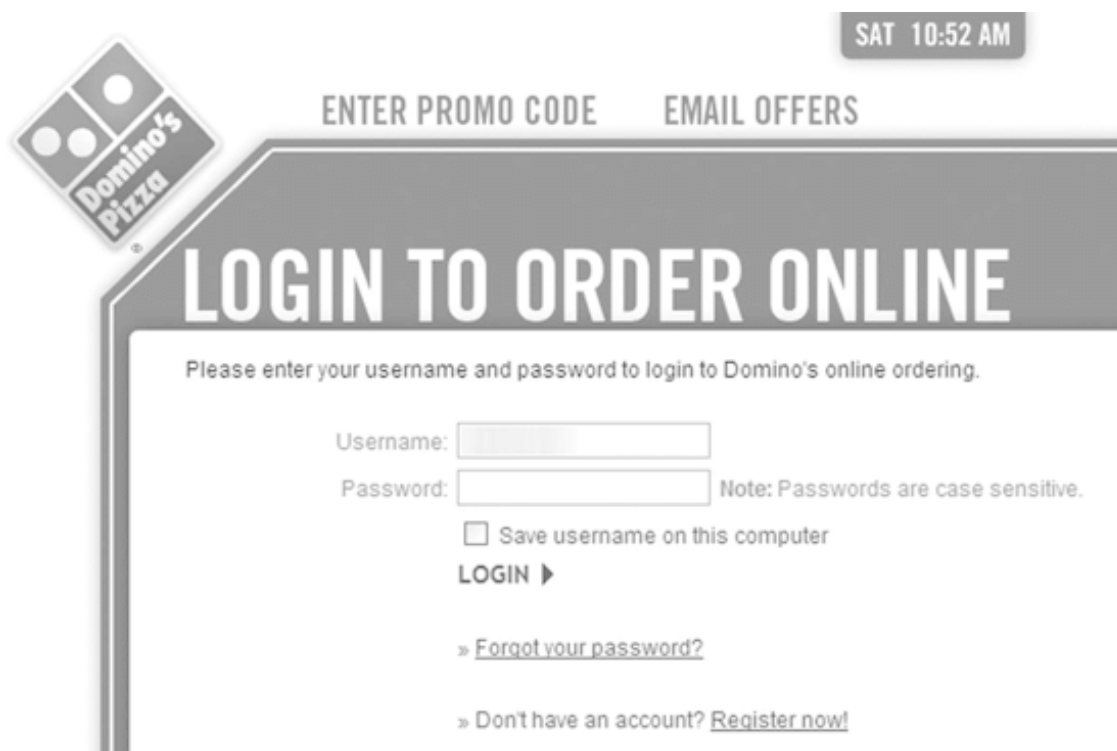 SAT 10:52 AM
ENTER PROMO CODE EMAIL OFFERS
Domino's
Pizza
®
LOGIN TO ORDER ONLINE
Please enter your username and password to login to Domino's online ordering.
Username:
Password: Note: Passwords are case sensitive.
Save username on this computer
LOGIN
» Forgot your password?
» Don't have an account? Register now!